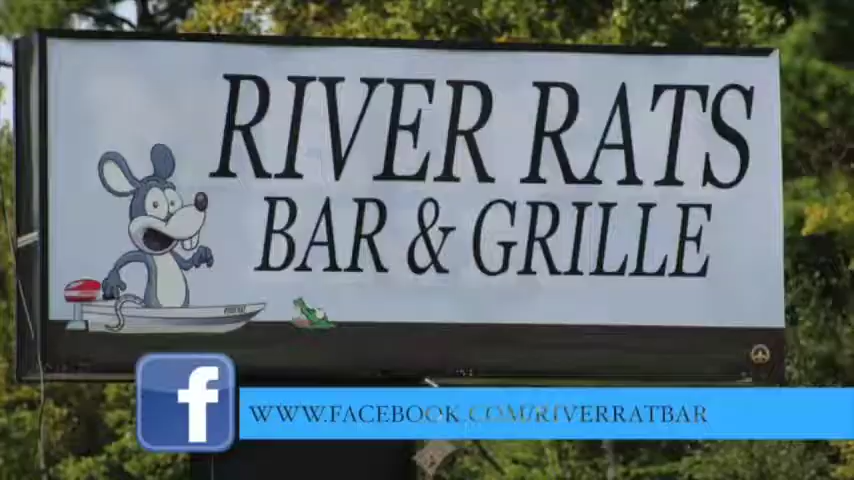 RIVER RATS
BAR & GRILLE
f
WWW.FACEBOOK.COM/RIVERRATBAR